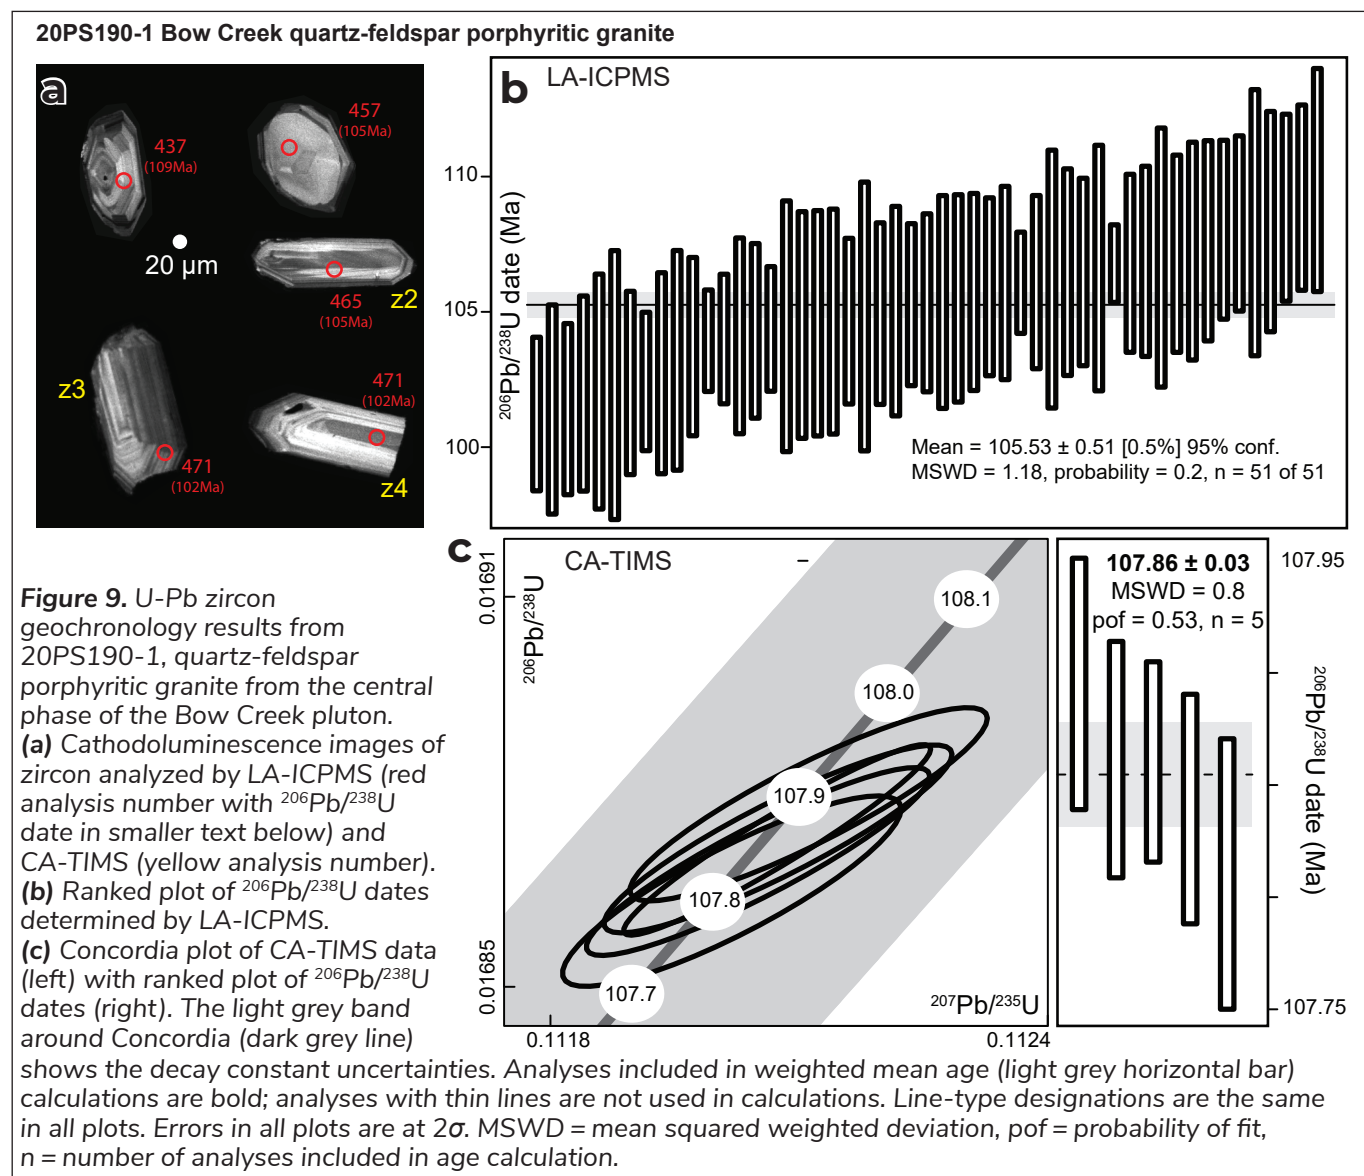 20PS190-1 Bow Creek quartz-feldspar porphyritic granite
a
437
(109Ma)
457
(105Ma)
20 µm
465
(105Ma)
z2
z3
471
(102Ma)
471
(102Ma)
z4
b
LA-ICPMS
110
105
100
²⁰⁶Pb/²³⁸U date (Ma)
Mean = 105.53 ± 0.51 [0.5%] 95% conf.
MSWD = 1.18, probability = 0.2, n = 51 of 51
c
CA-TIMS
0.01691
0.01685
²⁰⁶Pb/²³⁸U
108.1
108.0
107.9
107.8
107.7
²⁰⁷Pb/²³⁵U
0.1118
0.1124
107.86 ± 0.03
MSWD = 0.8
pof = 0.53, n = 5
107.95
107.75
²⁰⁶Pb/²³⁸U date (Ma)
Figure 9. U-Pb zircon
geochronology results from
20PS190-1, quartz-feldspar
porphyritic granite from the central
phase of the Bow Creek pluton.
(a) Cathodoluminescence images of
zircon analyzed by LA-ICPMS (red
analysis number with ²⁰⁶Pb/²³⁸U
date in smaller text below) and
CA-TIMS (yellow analysis number).
(b) Ranked plot of ²⁰⁶Pb/²³⁸U dates
determined by LA-ICPMS.
(c) Concordia plot of CA-TIMS data
(left) with ranked plot of ²⁰⁶Pb/²³⁸U
dates (right). The light grey band
around Concordia (dark grey line)
shows the decay constant uncertainties. Analyses included in weighted mean age (light grey horizontal bar)
calculations are bold; analyses with thin lines are not used in calculations. Line-type designations are the same
in all plots. Errors in all plots are at 2σ. MSWD = mean squared weighted deviation, pof = probability of fit,
n = number of analyses included in age calculation.